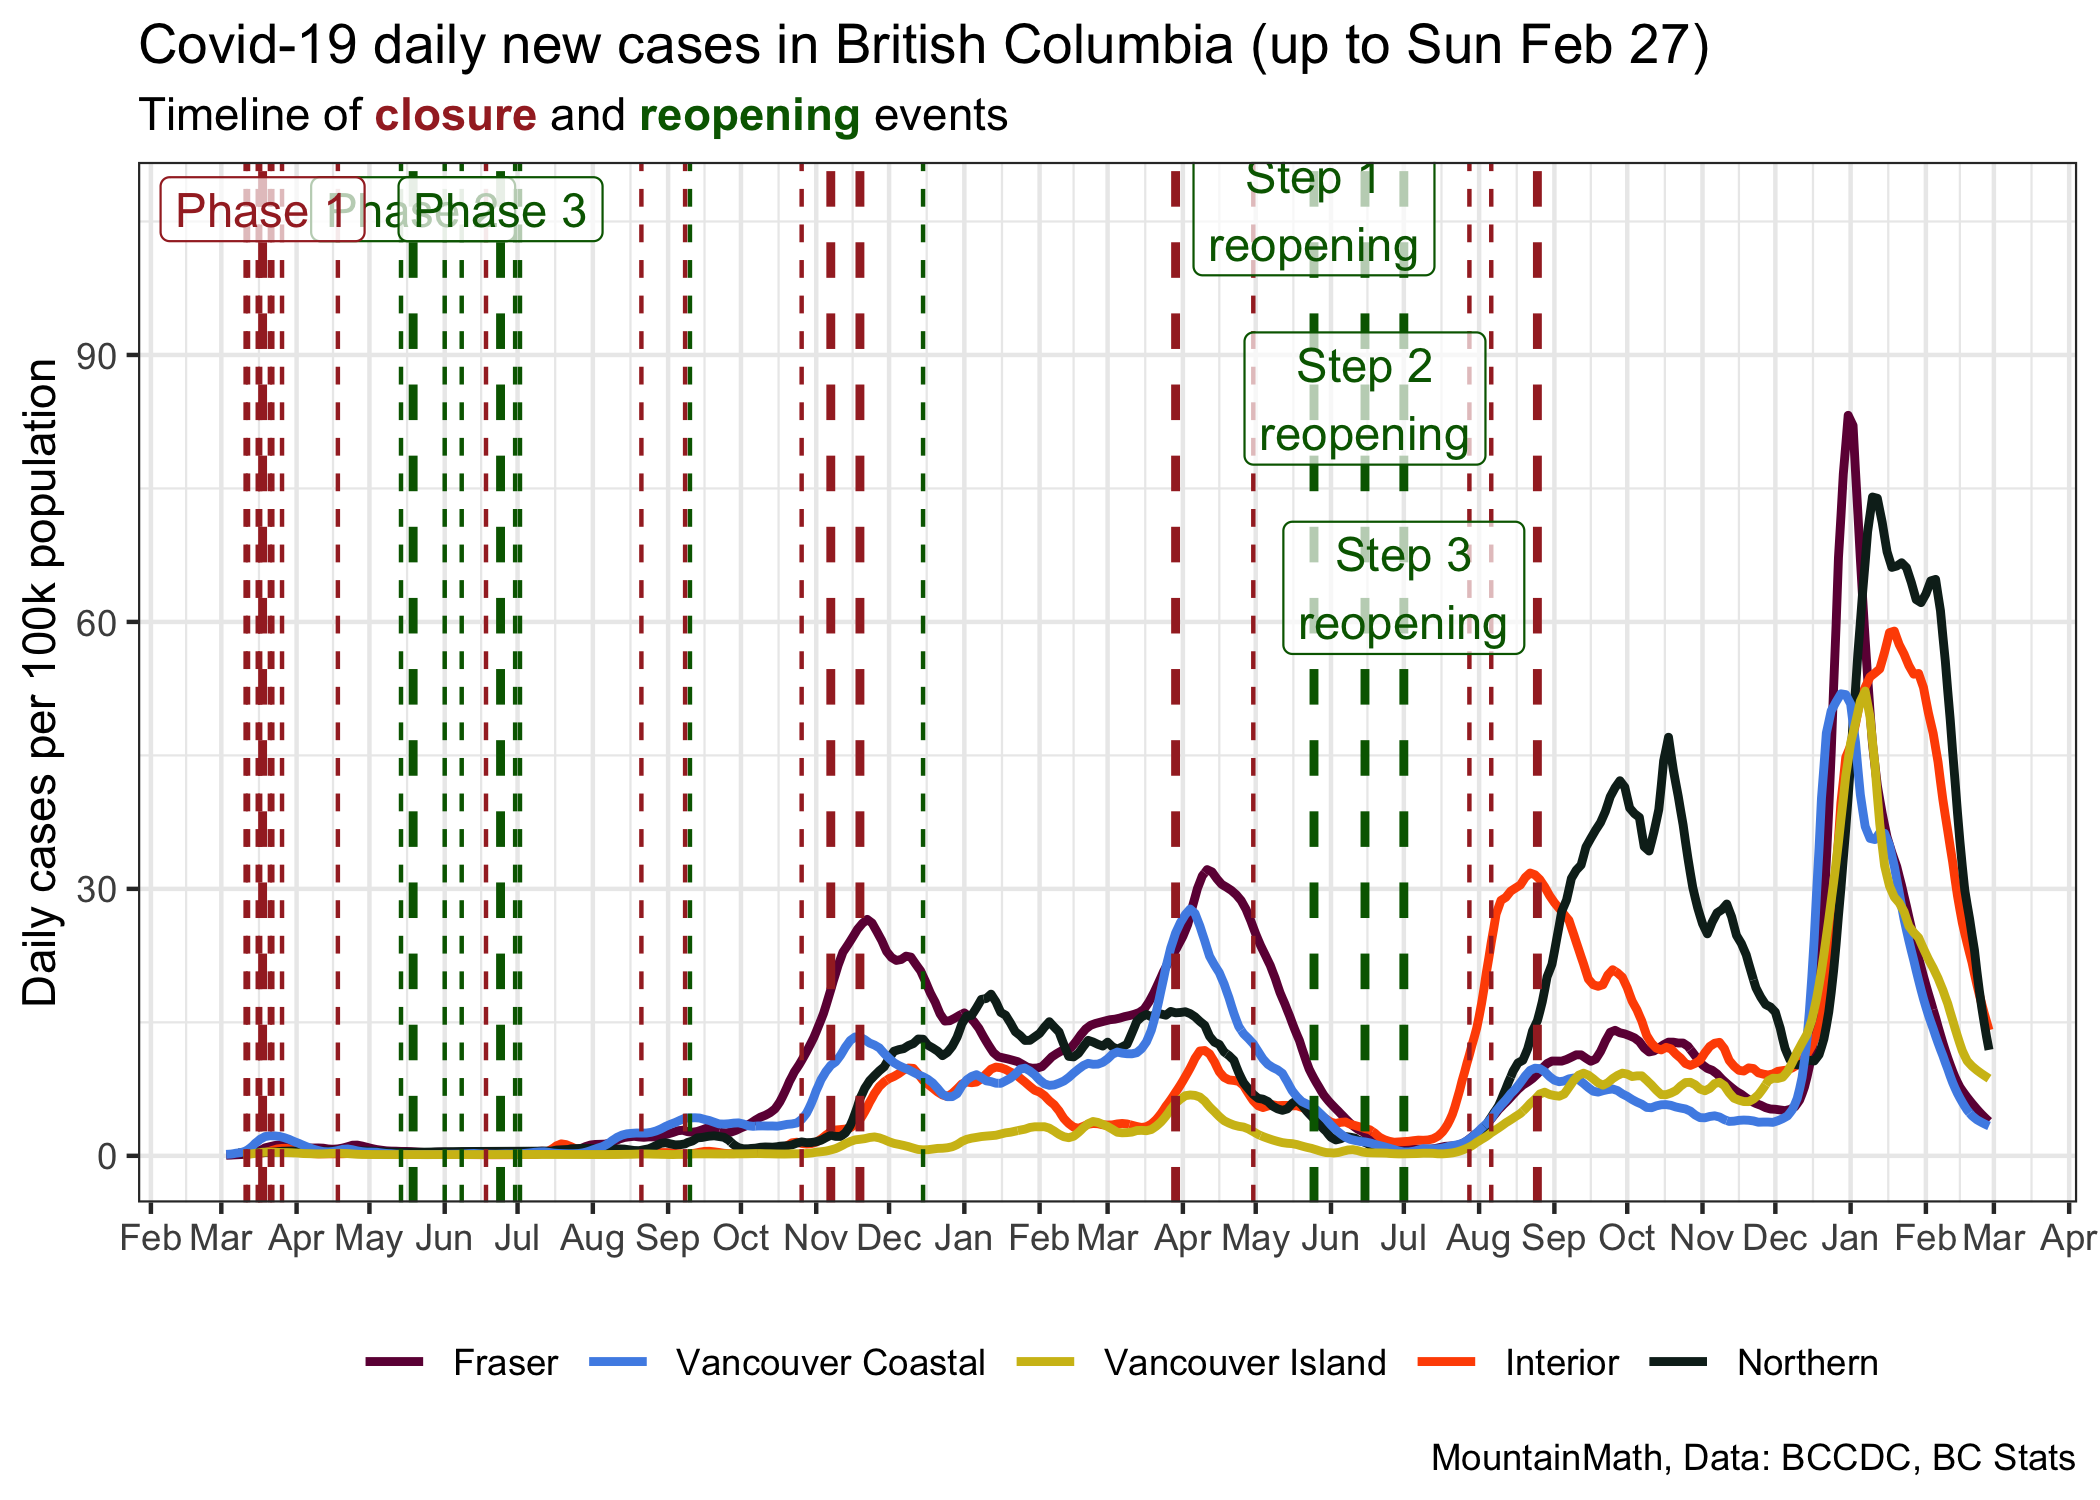 Covid-19 daily new cases in British Columbia (up to Sun Feb 27)
Timeline of closure and reopening events
Phase 1
Phase 2
Phase 3
Step 1
reopening
Step 2
reopening
Step 3
reopening
Daily cases per 100k population
90
60
30
0
Feb Mar Apr May Jun Jul Aug Sep Oct Nov Dec Jan Feb Mar Apr May Jun Jul Aug Sep Oct Nov Dec Jan Feb Mar Apr
Fraser Vancouver Coastal Vancouver Island Interior Northern
MountainMath, Data: BCCDC, BC Stats